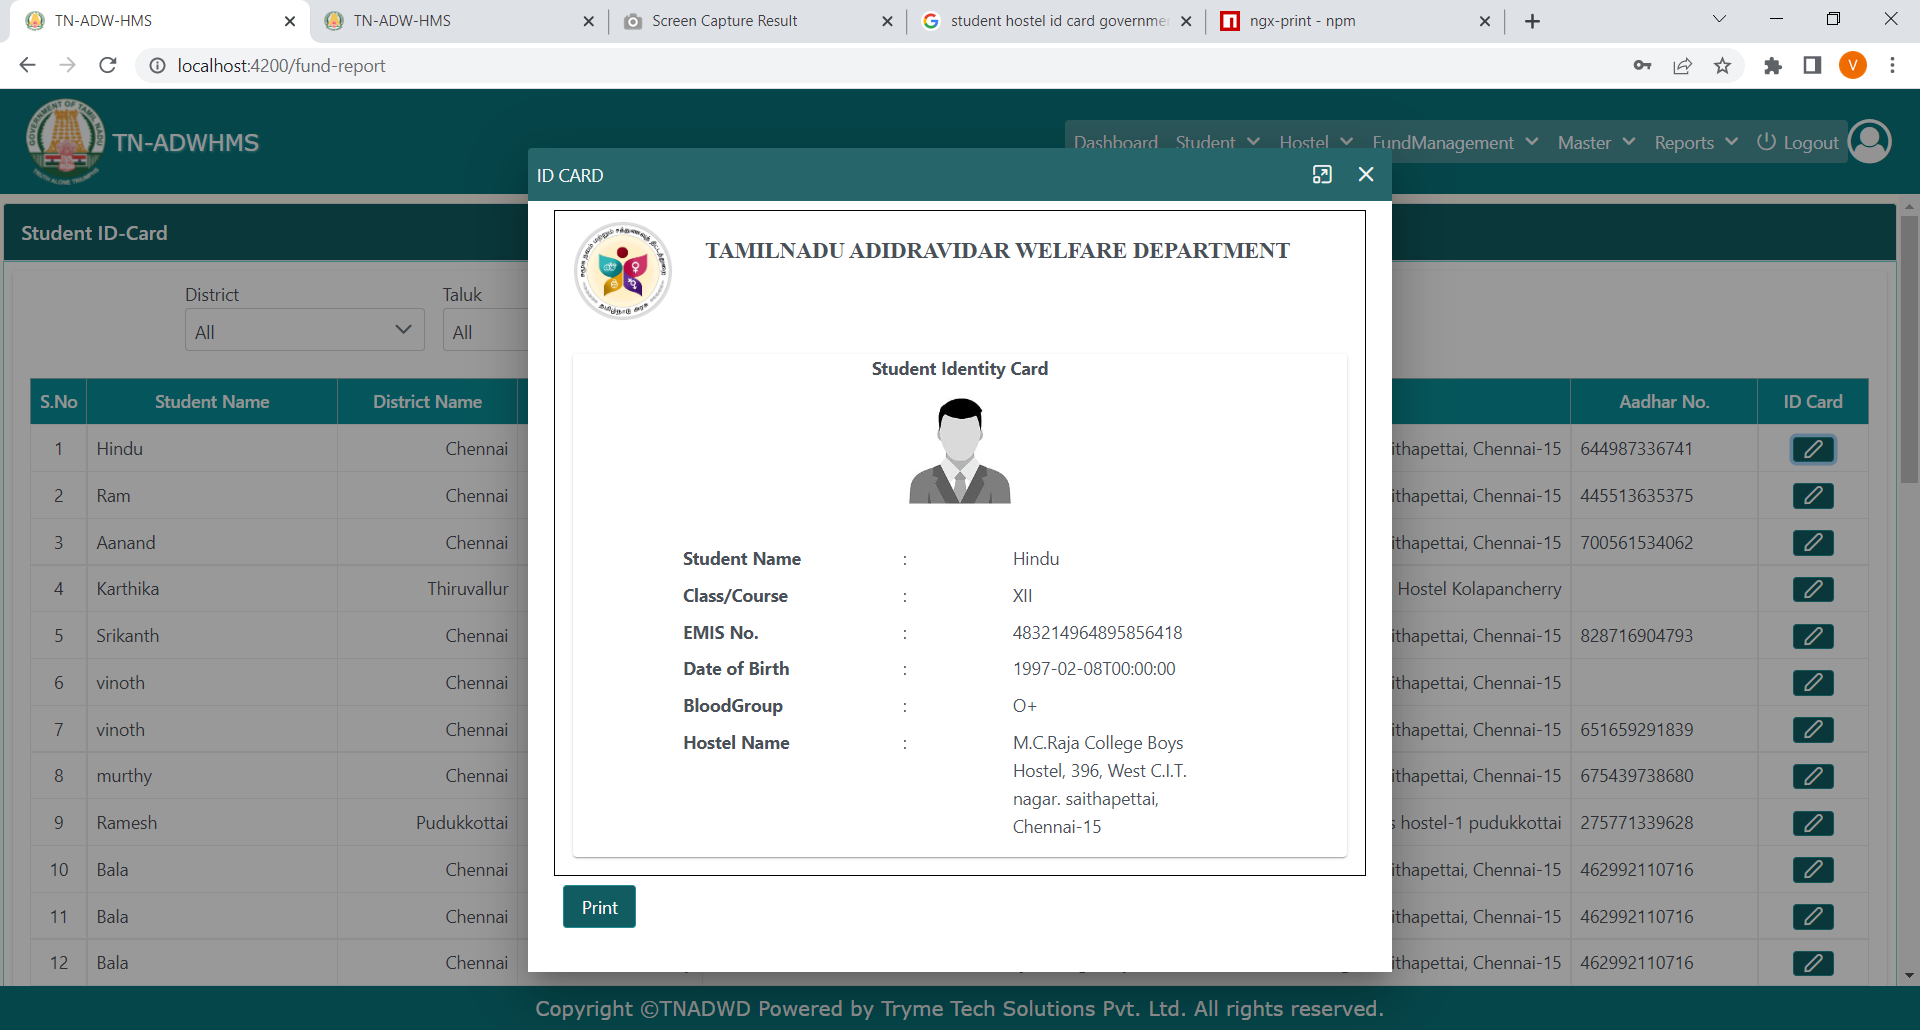 TN-ADW-HMS
TN-ADW-HMS
Screen Capture Result
student hostel id card governme
ngx-print - npm
localhost:4200/fund-report
V
TN-ADWHMS
Dashboard Student Hostel FundManagement Master Reports Logout
ID CARD
Student ID-Card
TAMILNADU ADIDRAVIDAR WELFARE DEPARTMENT
District
Taluk
All
All
Student Identity Card
S.No Student Name District Name Aadhar No. ID Card
1 Hindu Chennai ithapettai, Chennai-15 644987336741
2 Ram Chennai ithapettai, Chennai-15 445513635375
3 Aanand Chennai ithapettai, Chennai-15 700561534062
4 Karthika Thiruvallur Hostel Kolapancherry
5 Srikanth Chennai ithapettai, Chennai-15 828716904793
6 vinoth Chennai ithapettai, Chennai-15
7 vinoth Chennai ithapettai, Chennai-15 651659291839
8 murthy Chennai ithapettai, Chennai-15 675439738680
9 Ramesh Pudukkottai s hostel-1 pudukkottai 275771339628
10 Bala Chennai ithapettai, Chennai-15 462992110716
11 Bala Chennai ithapettai, Chennai-15 462992110716
12 Bala Chennai ithapettai, Chennai-15 462992110716
Student Name : Hindu
Class/Course : XII
EMIS No. : 483214964895856418
Date of Birth : 1997-02-08T00:00:00
BloodGroup : O+
Hostel Name : M.C.Raja College Boys
Hostel, 396, West C.I.T.
nagar. saithapettai,
Chennai-15
Print
Copyright ©TNADWD Powered by Tryme Tech Solutions Pvt. Ltd. All rights reserved.